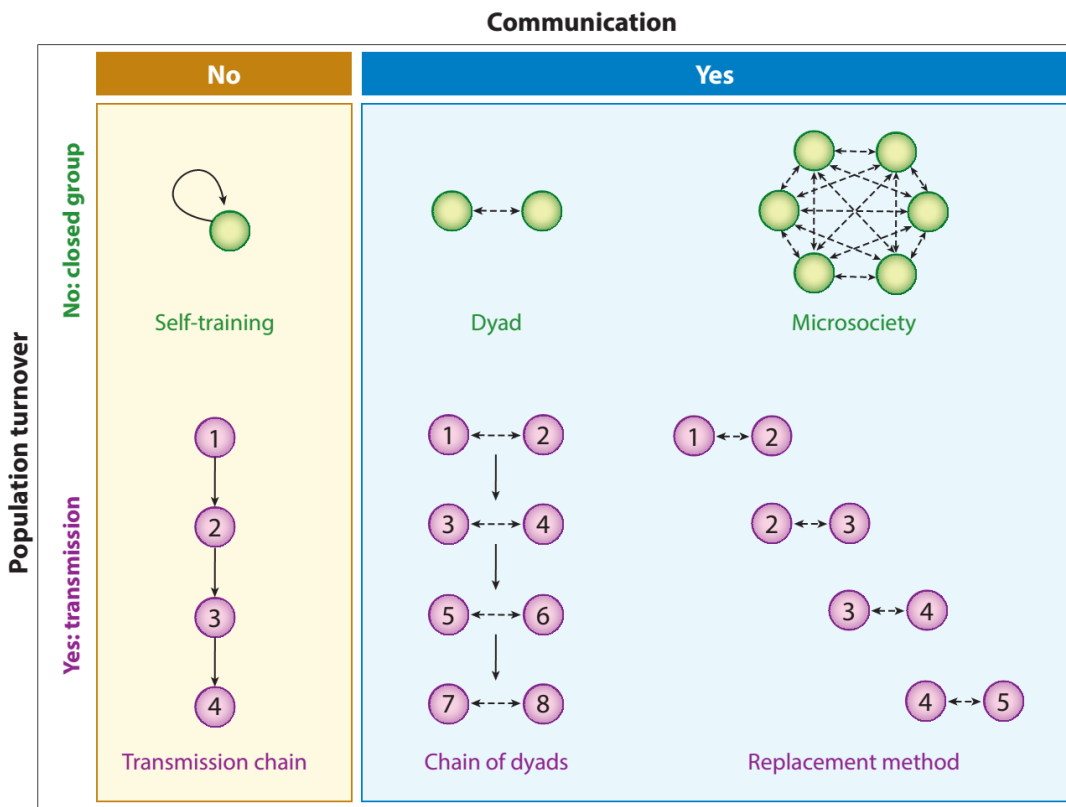 Communication
No
Yes
Population turnover
No: closed group
Self-training
Dyad
Microsociety
Yes: transmission
1
2
3
4
Transmission chain
1 2
3 4
5 6
7 8
Chain of dyads
1 2
2 3
3 4
4 5
Replacement method